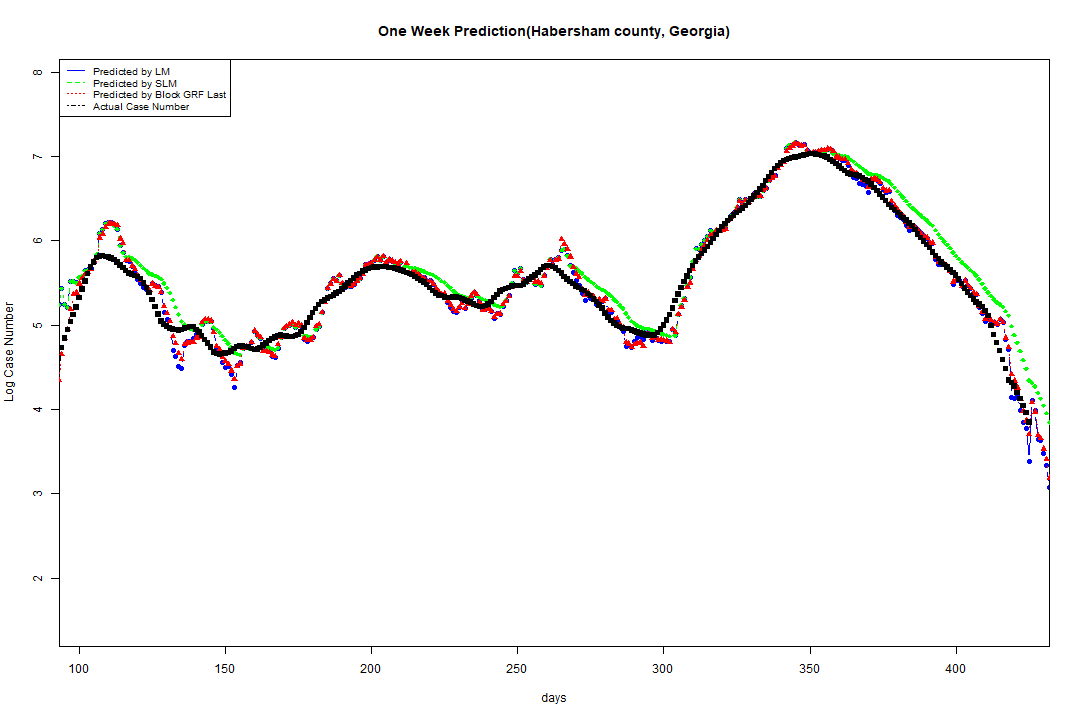 One Week Prediction(Habersham county, Georgia)
Predicted by LM
Predicted by SLM
Predicted by Block GRF Last
Actual Case Number
8
7
6
5
4
3
2
Log Case Number
100 150 200 250 300 350 400
days